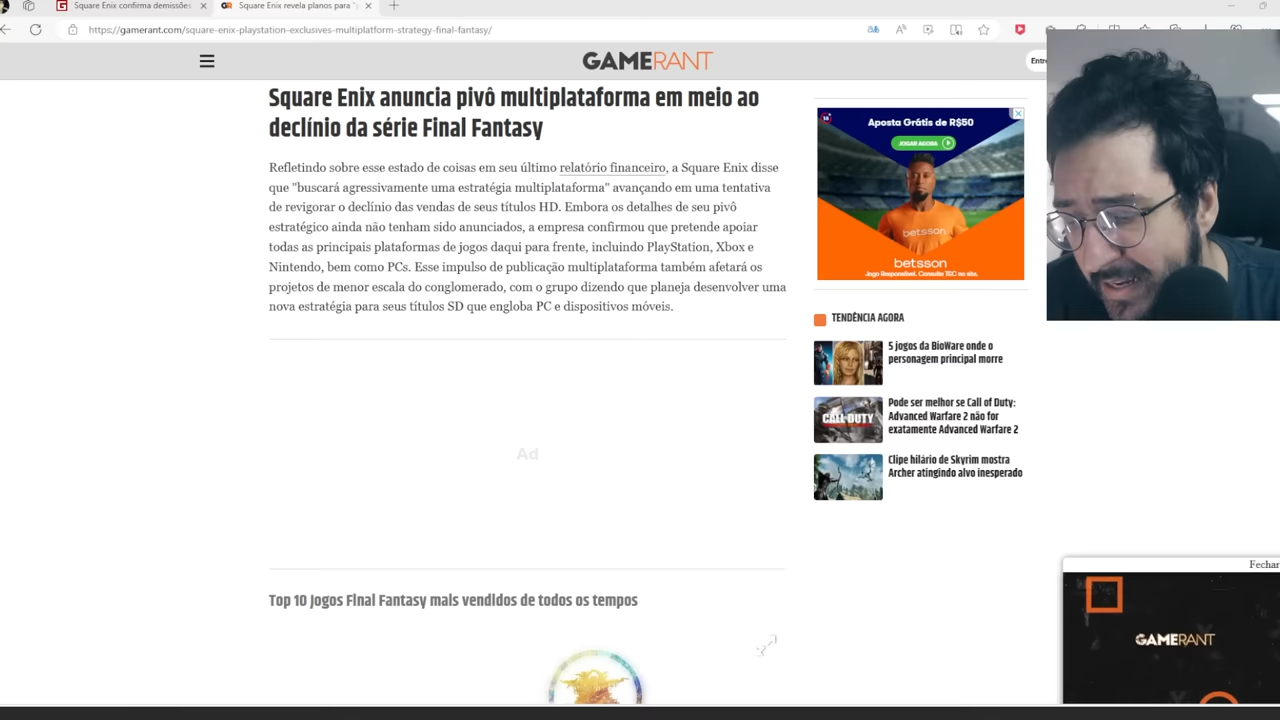 Square Enix confirma demissões
Square Enix revela planos para "
https://gamerant.com/square-enix-playstation-exclusives-multiplatform-strategy-final-fantasy/
GAMERANT
Entre
Square Enix anuncia pivô multiplataforma em meio ao
declínio da série Final Fantasy
Refletindo sobre esse estado de coisas em seu último relatório financeiro, a Square Enix disse
que "buscará agressivamente uma estratégia multiplataforma" avançando em uma tentativa
de revigorar o declínio das vendas de seus títulos HD. Embora os detalhes de seu pivô
estratégico ainda não tenham sido anunciados, a empresa confirmou que pretende apoiar
todas as principais plataformas de jogos daqui para frente, incluindo PlayStation, Xbox e
Nintendo, bem como PCs. Esse impulso de publicação multiplataforma também afetará os
projetos de menor escala do conglomerado, com o grupo dizendo que planeja desenvolver uma
nova estratégia para seus títulos SD que engloba PC e dispositivos móveis.
Ad
Top 10 Jogos Final Fantasy mais vendidos de todos os tempos
18+
Aposta Grátis de R$50
JOGAR AGORA
betsson
betsson
Jogo Responsável. Consulte T&C no site.
TENDÊNCIA AGORA
5 jogos da BioWare onde o
personagem principal morre
CALL DUTY
Pode ser melhor se Call of Duty:
Advanced Warfare 2 não for
exatamente Advanced Warfare 2
Clipe hilário de Skyrim mostra
Archer atingindo alvo inesperado
Fechar
GAMERANT